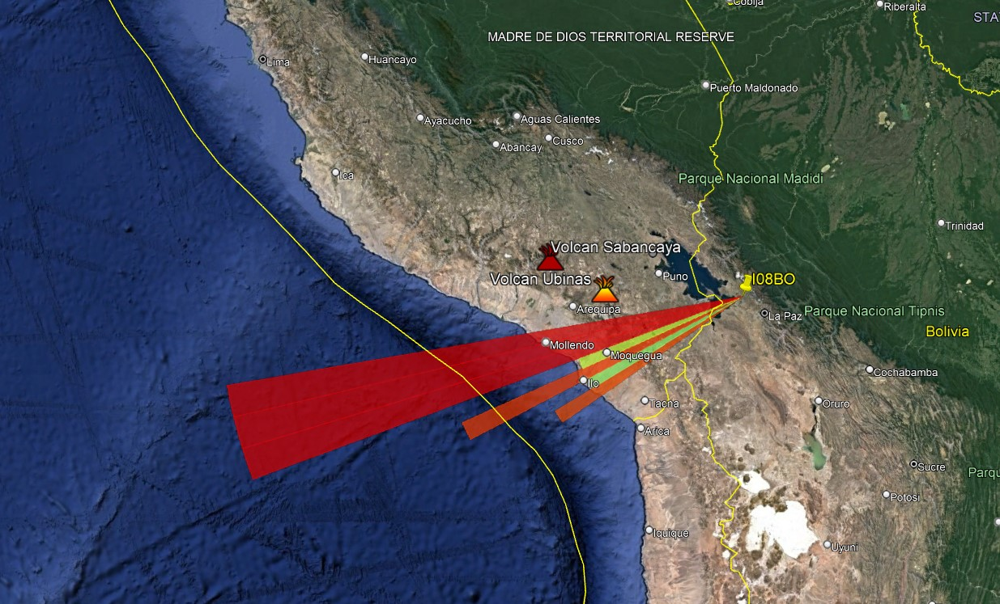 Cobija
Riberalta
STA
MADRE DE DIOS TERRITORIAL RESERVE
Lima
Huancayo
Puerto Maldonado
Ayacucho
Aguas Calientes
Cusco
Abancay
Ica
Parque Nacional Madidi
Trinidad
Volcan Sabancaya
Volcan Ubinas
Puno
I08BO
Arequipa
La Paz
Parque Nacional Tipnis
Bolivia
Mollendo
Moquegua
Cochabamba
Ilo
Tacna
Oruro
Arica
Sucre
Parqu
Potosi
Iquique
Uyuni